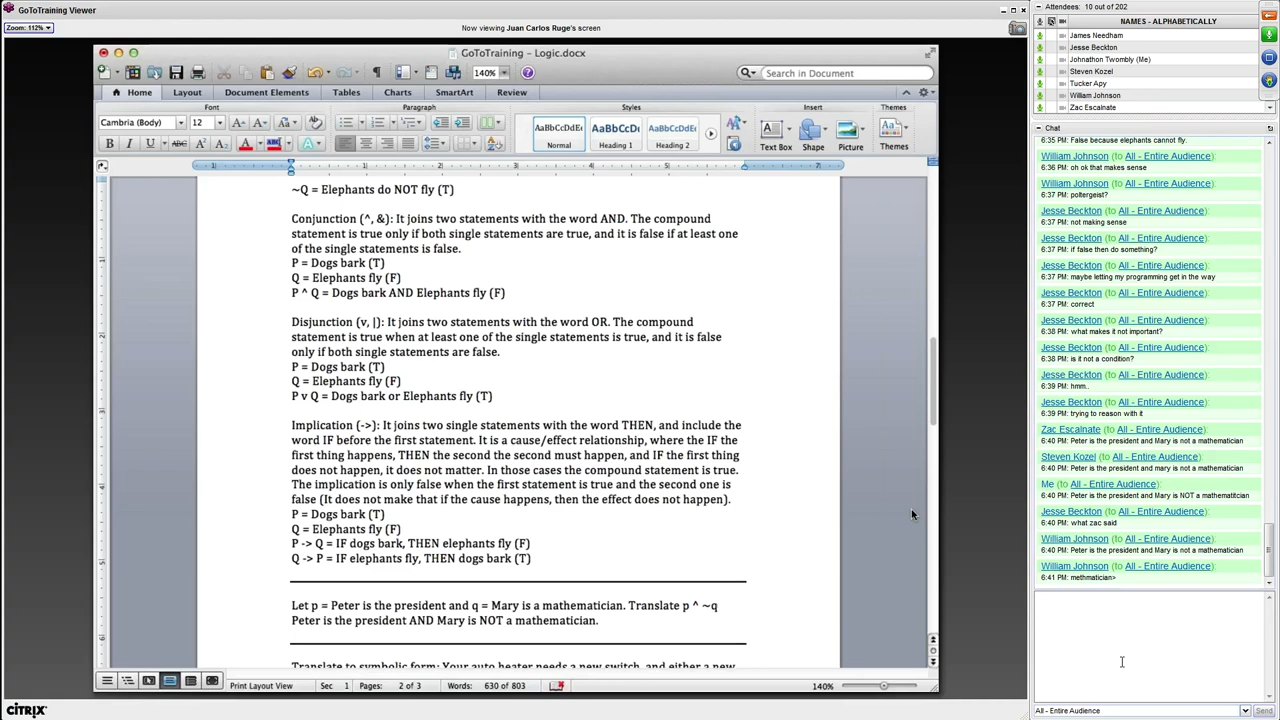 GoToTraining Viewer
Zoom: 112%
Now viewing Juan Carlos Ruge's screen
GoToTraining - Logic.docx
140%
Search in Document
Home
Layout
Document Elements
Tables
Charts
SmartArt
Review
Font
Paragraph
Styles
Insert
Themes
Cambria (Body)
12
AaBbCcDdEe
AaBbCcDc
AaBbCcDdEe
Normal
Heading 1
Heading 2
Text Box
Shape
Picture
Themes
~Q = Elephants do NOT fly (T)
Conjunction (^, &): It joins two statements with the word AND. The compound
statement is true only if both single statements are true, and it is false if at least one
of the single statements is false.
P = Dogs bark (T)
Q = Elephants fly (F)
P ^ Q = Dogs bark AND Elephants fly (F)
Disjunction (v, |): It joins two statements with the word OR. The compound
statement is true when at least one of the single statements is true, and it is false
only if both single statements are false.
P = Dogs bark (T)
Q = Elephants fly (F)
P v Q = Dogs bark or Elephants fly (T)
Implication (->): It joins two single statements with the word THEN, and include the
word IF before the first statement. It is a cause/effect relationship, where the IF the
first thing happens, THEN the second the second must happen, and IF the first thing
does not happen, it does not matter. In those cases the compound statement is true.
The implication is only false when the first statement is true and the second one is
false (It does not make that if the cause happens, then the effect does not happen).
P = Dogs bark (T)
Q = Elephants fly (F)
P -> Q = IF dogs bark, THEN elephants fly (F)
Q -> P = IF elephants fly, THEN dogs bark (T)
Let p = Peter is the president and q = Mary is a mathematician. Translate p ^ ~q
Peter is the president AND Mary is NOT a mathematician.
Translate to symbolic form: Your auto heater needs a new switch, and either a new
Print Layout View
Sec 1
Pages: 2 of 3
Words: 630 of 803
140%
CITRIX
Attendees: 10 out of 202
NAMES - ALPHABETICALLY
James Needham
Jesse Beckton
Johnathon Twombly (Me)
Steven Kozel
Tucker Apy
William Johnson
Zac Escalnate
Chat
6:35 PM: False because elephants cannot fly.
William Johnson (to All - Entire Audience):
6:36 PM: oh ok that makes sense
William Johnson (to All - Entire Audience):
6:37 PM: poltergeist?
Jesse Beckton (to All - Entire Audience):
6:37 PM: not making sense
Jesse Beckton (to All - Entire Audience):
6:37 PM: if false then do something?
Jesse Beckton (to All - Entire Audience):
6:37 PM: maybe letting my programming get in the way
Jesse Beckton (to All - Entire Audience):
6:37 PM: correct
Jesse Beckton (to All - Entire Audience):
6:38 PM: what makes it not important?
Jesse Beckton (to All - Entire Audience):
6:38 PM: is it not a condition?
Jesse Beckton (to All - Entire Audience):
6:39 PM: hmm..
Jesse Beckton (to All - Entire Audience):
6:39 PM: trying to reason with it
Zac Escalnate (to All - Entire Audience):
6:40 PM: Peter is the president and Mary is not a mathematician
Steven Kozel (to All - Entire Audience):
6:40 PM: Peter is the president and mary is not a mathematician
Me (to All - Entire Audience):
6:40 PM: Peter is the president and Mary is NOT a mathematitcian
Jesse Beckton (to All - Entire Audience):
6:40 PM: what zac said
William Johnson (to All - Entire Audience):
6:40 PM: Peter is the president and Mary is not a mathematician
William Johnson (to All - Entire Audience):
6:41 PM: methmatician>
All - Entire Audience
Send